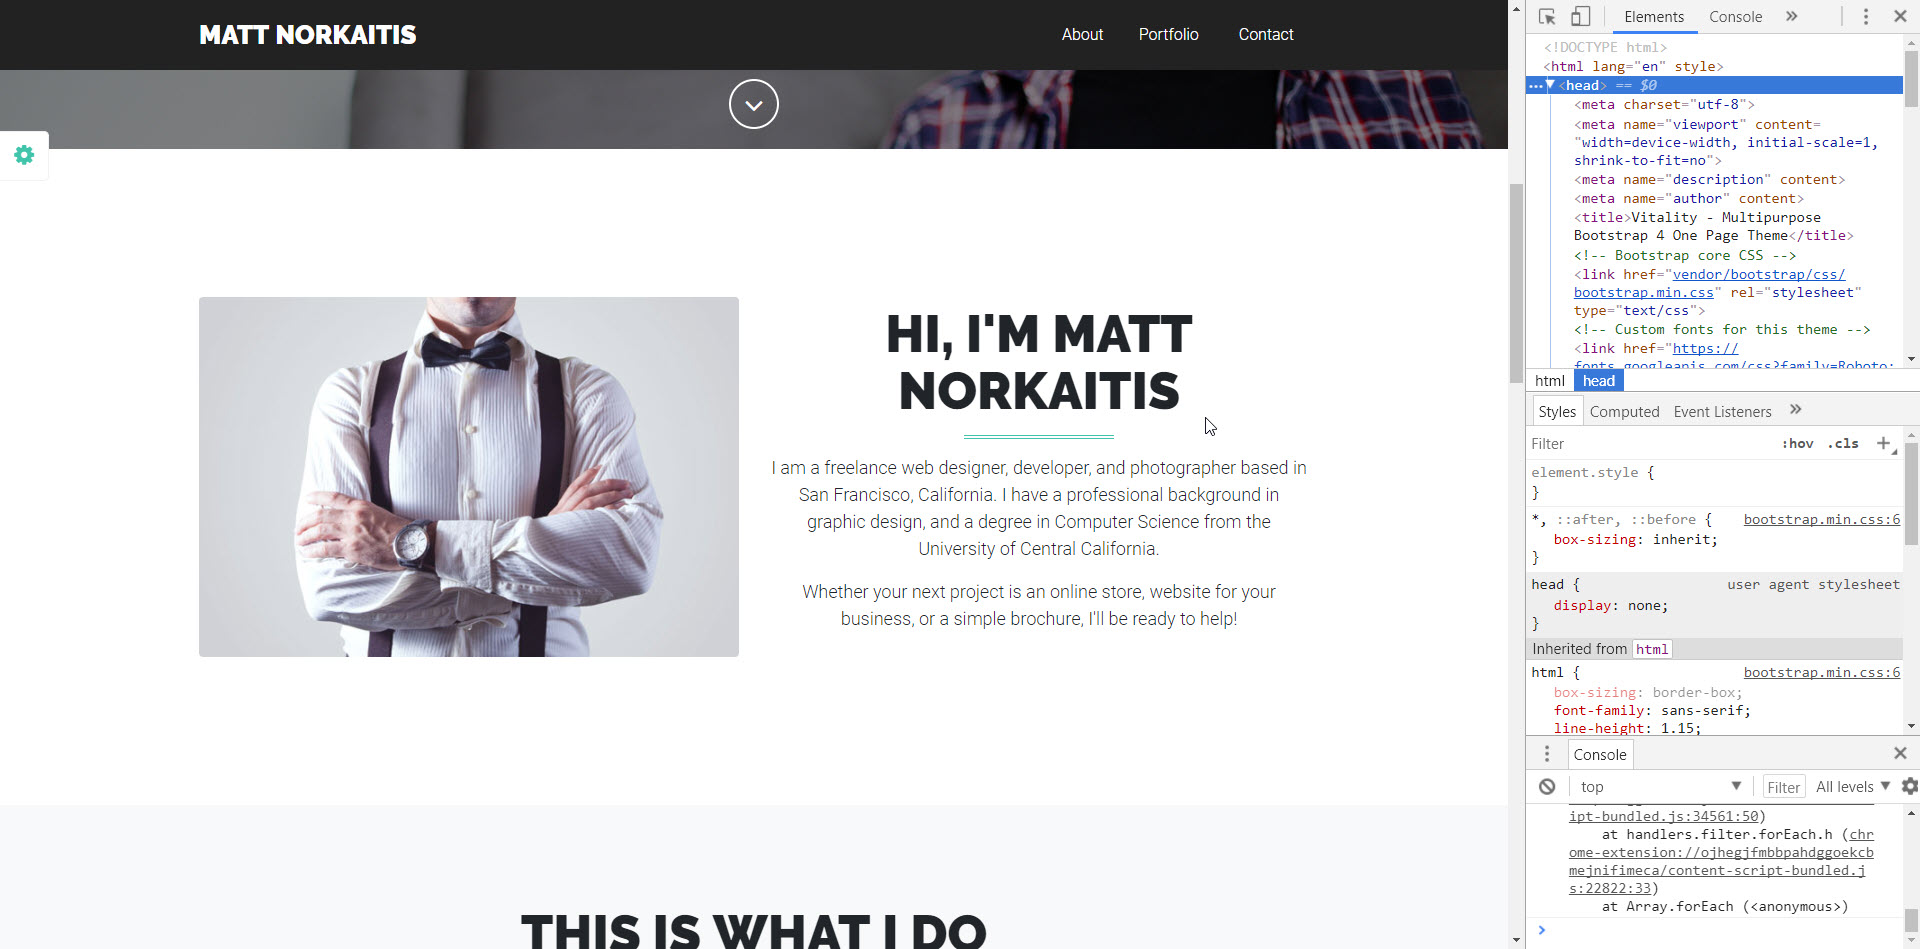 MATT NORKAITIS
About Portfolio Contact
HI, I'M MATT
NORKAITIS
I am a freelance web designer, developer, and photographer based in
San Francisco, California. I have a professional background in
graphic design, and a degree in Computer Science from the
University of Central California.
Whether your next project is an online store, website for your
business, or a simple brochure, I'll be ready to help!
THIS IS WHAT I DO
Elements Console »
<!DOCTYPE html>
<html lang="en" style>
…▼<head> == $0
<meta charset="utf-8">
<meta name="viewport" content=
"width=device-width, initial-scale=1,
shrink-to-fit=no">
<meta name="description" content>
<meta name="author" content>
<title>Vitality - Multipurpose
Bootstrap 4 One Page Theme</title>
<!-- Bootstrap core CSS -->
<link href="vendor/bootstrap/css/
bootstrap.min.css" rel="stylesheet"
type="text/css">
<!-- Custom fonts for this theme -->
<link href="https://
fonts.googleapis.com/css?family=Roboto:
html head
Styles Computed Event Listeners »
Filter :hov .cls +
element.style {
}
*, ::after, ::before { bootstrap.min.css:6
box-sizing: inherit;
}
head { user agent stylesheet
display: none;
}
Inherited from html
html { bootstrap.min.css:6
box-sizing: border-box;
font-family: sans-serif;
line-height: 1.15;
Console
top ▼ Filter All levels ▼
ipt-bundled.js:34561:50)
at handlers.filter.forEach.h (chr
ome-extension://ojhegjfmbbpahdggoekcb
mejnifimeca/content-script-bundled.j
s:22822:33)
at Array.forEach (<anonymous>)
>